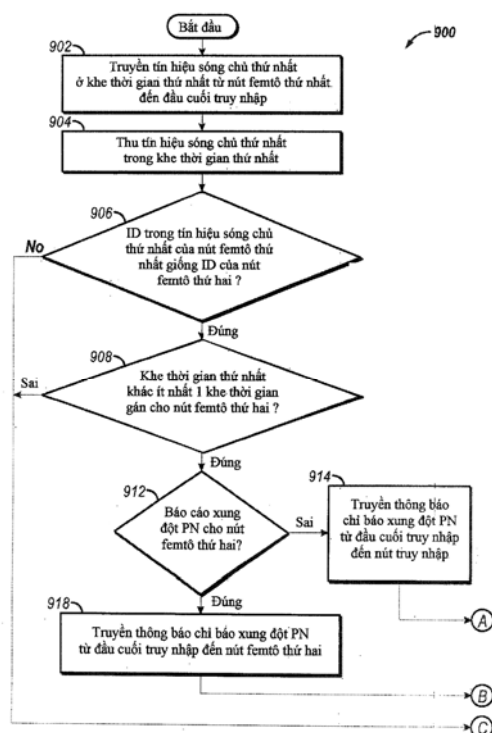 Bắt đầu
900
902
Truyền tín hiệu sóng chủ thứ nhất
ở khe thời gian thứ nhất từ nút femtô thứ nhất
đến đầu cuối truy nhập
904
Thu tín hiệu sóng chủ thứ nhất
trong khe thời gian thứ nhất
906
No
ID trong tín hiệu sóng chủ
thứ nhất của nút femtô thứ
nhất giống ID của nút
femtô thứ hai ?
Đúng
908
Sai
Khe thời gian thứ nhất
khác ít nhất 1 khe thời gian
gán cho nút femtô thứ hai ?
Đúng
912
Báo cáo xung
đột PN cho nút
femtô thứ hai?
Sai
914
Truyền thông báo
chỉ báo xung đột PN
từ đầu cuối truy nhập
đến nút truy nhập
A
Đúng
918
Truyền thông báo chỉ báo xung đột PN
từ đầu cuối truy nhập đến nút femtô thứ hai
B
C